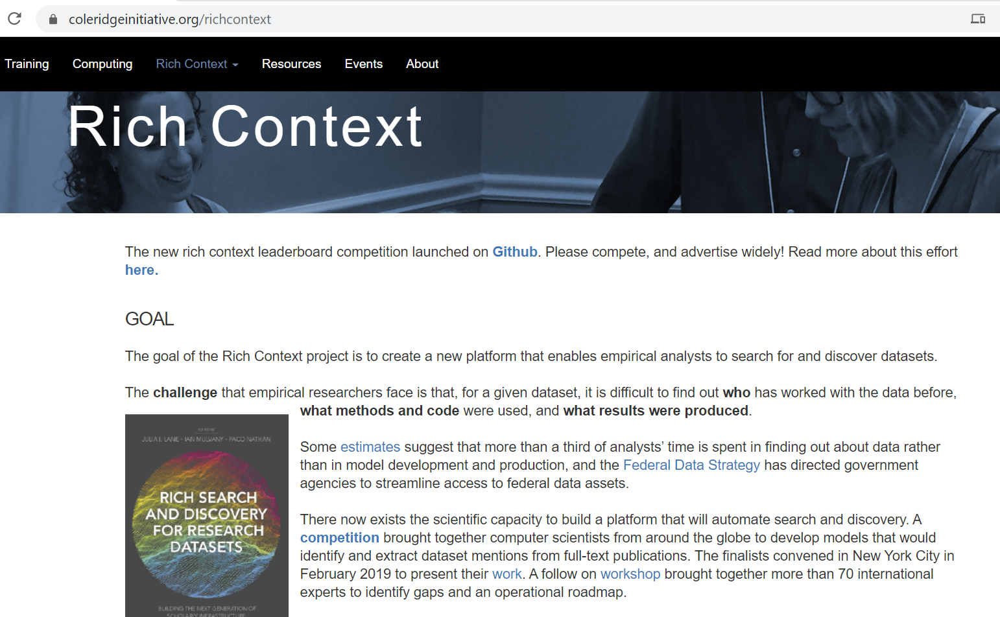 coleridgeinitiative.org/richcontext
Training Computing Rich Context Resources Events About
Rich Context
The new rich context leaderboard competition launched on Github. Please compete, and advertise widely! Read more about this effort
here.
GOAL
The goal of the Rich Context project is to create a new platform that enables empirical analysts to search for and discover datasets.
The challenge that empirical researchers face is that, for a given dataset, it is difficult to find out who has worked with the data before,
what methods and code were used, and what results were produced.
Some estimates suggest that more than a third of analysts’ time is spent in finding out about data rather
than in model development and production, and the Federal Data Strategy has directed government
agencies to streamline access to federal data assets.
There now exists the scientific capacity to build a platform that will automate search and discovery. A
competition brought together computer scientists from around the globe to develop models that would
identify and extract dataset mentions from full-text publications. The finalists convened in New York City in
February 2019 to present their work. A follow on workshop brought together more than 70 international
experts to identify gaps and an operational roadmap.
EDITED BY
JULIA I. LANE - IAN MULVANY - PACO NATHAN
RICH SEARCH
AND DISCOVERY
FOR RESEARCH
DATASETS
BUILDING THE NEXT GENERATION OF
SCHOLARLY INFRASTRUCTURE